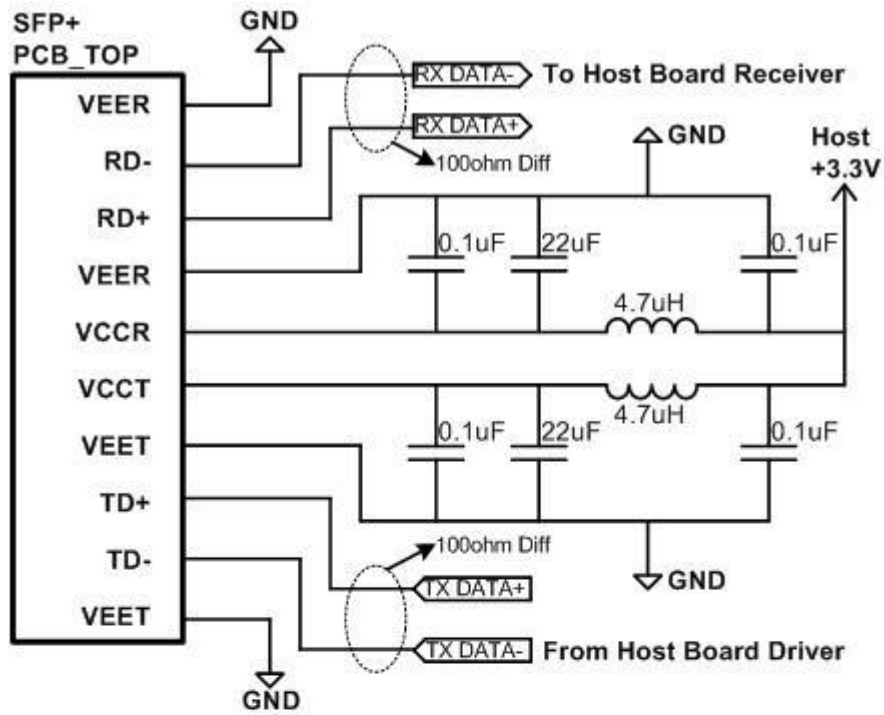 SFP+
PCB_TOP
GND
VEER
RD-
RD+
VEER
VCCR
VCCT
VEET
TD+
TD-
VEET
GND
RX DATA-
To Host Board Receiver
RX DATA+
100ohm Diff
GND
Host
+3.3V
0.1uF
22uF
0.1uF
4.7uH
4.7uH
0.1uF
22uF
0.1uF
100ohm Diff
GND
TX DATA+
TX DATA-
From Host Board Driver